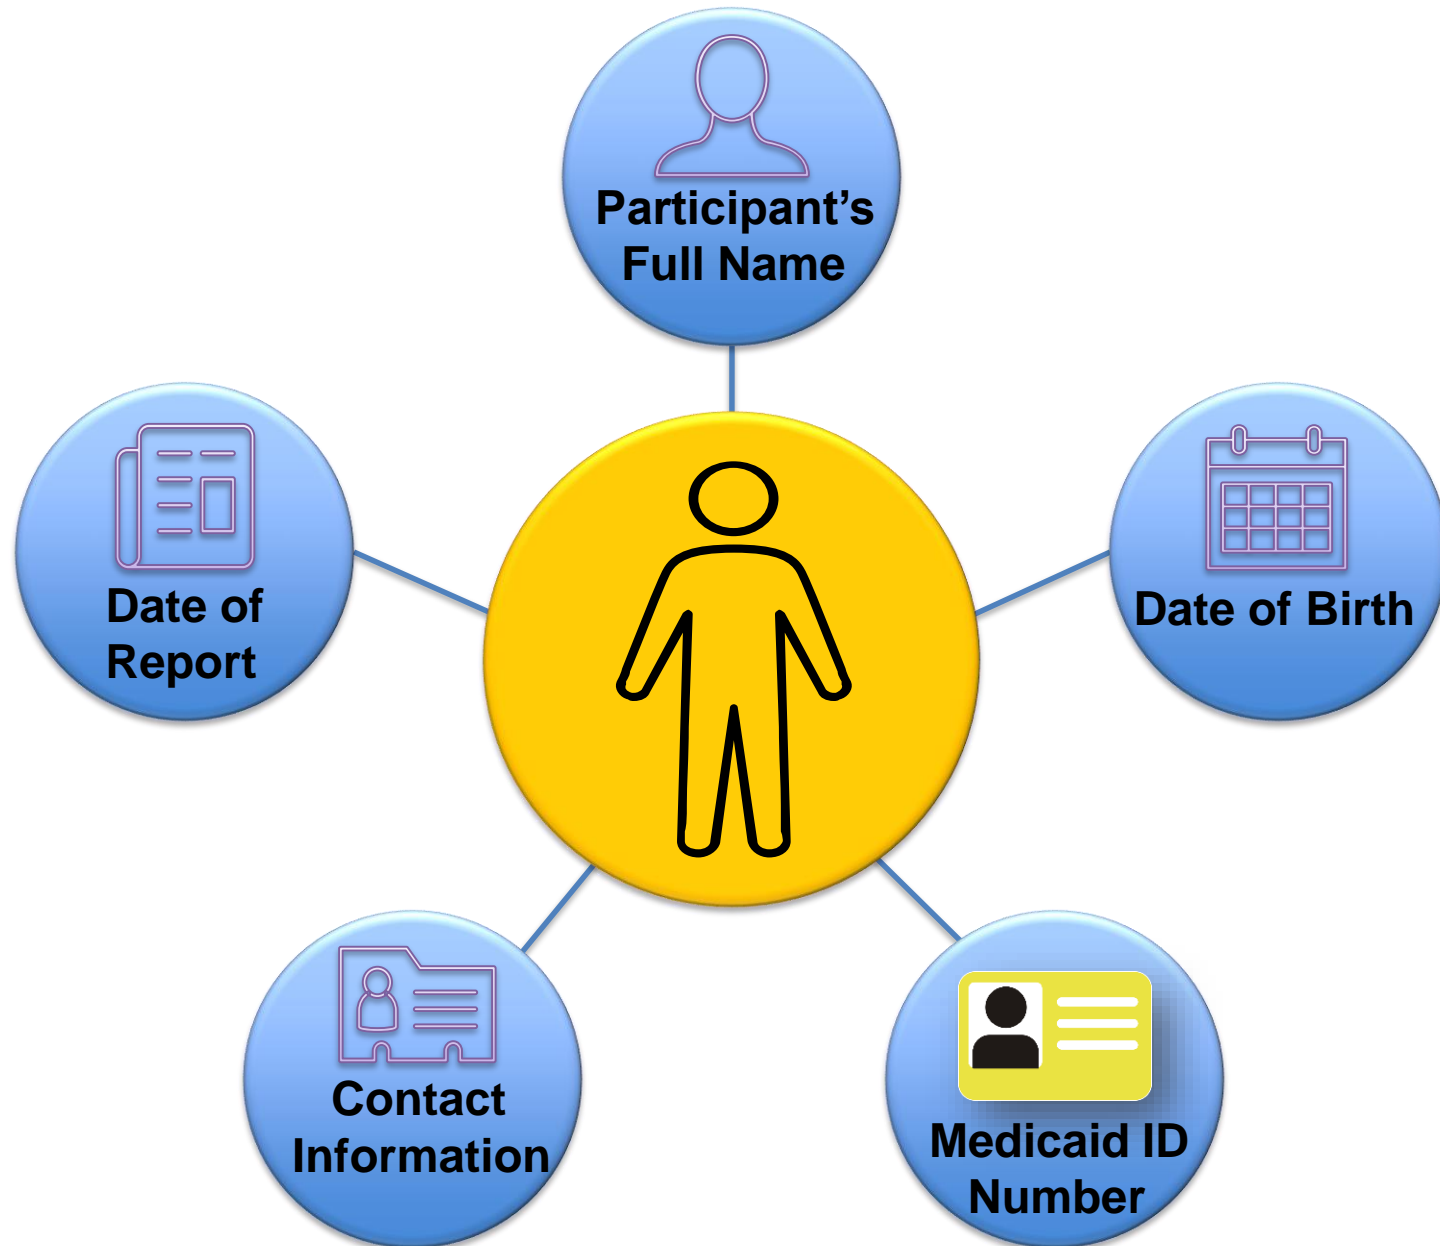 Participant’s
Full Name
Date of Birth
Medicaid ID
Number
Contact
Information
Date of
Report